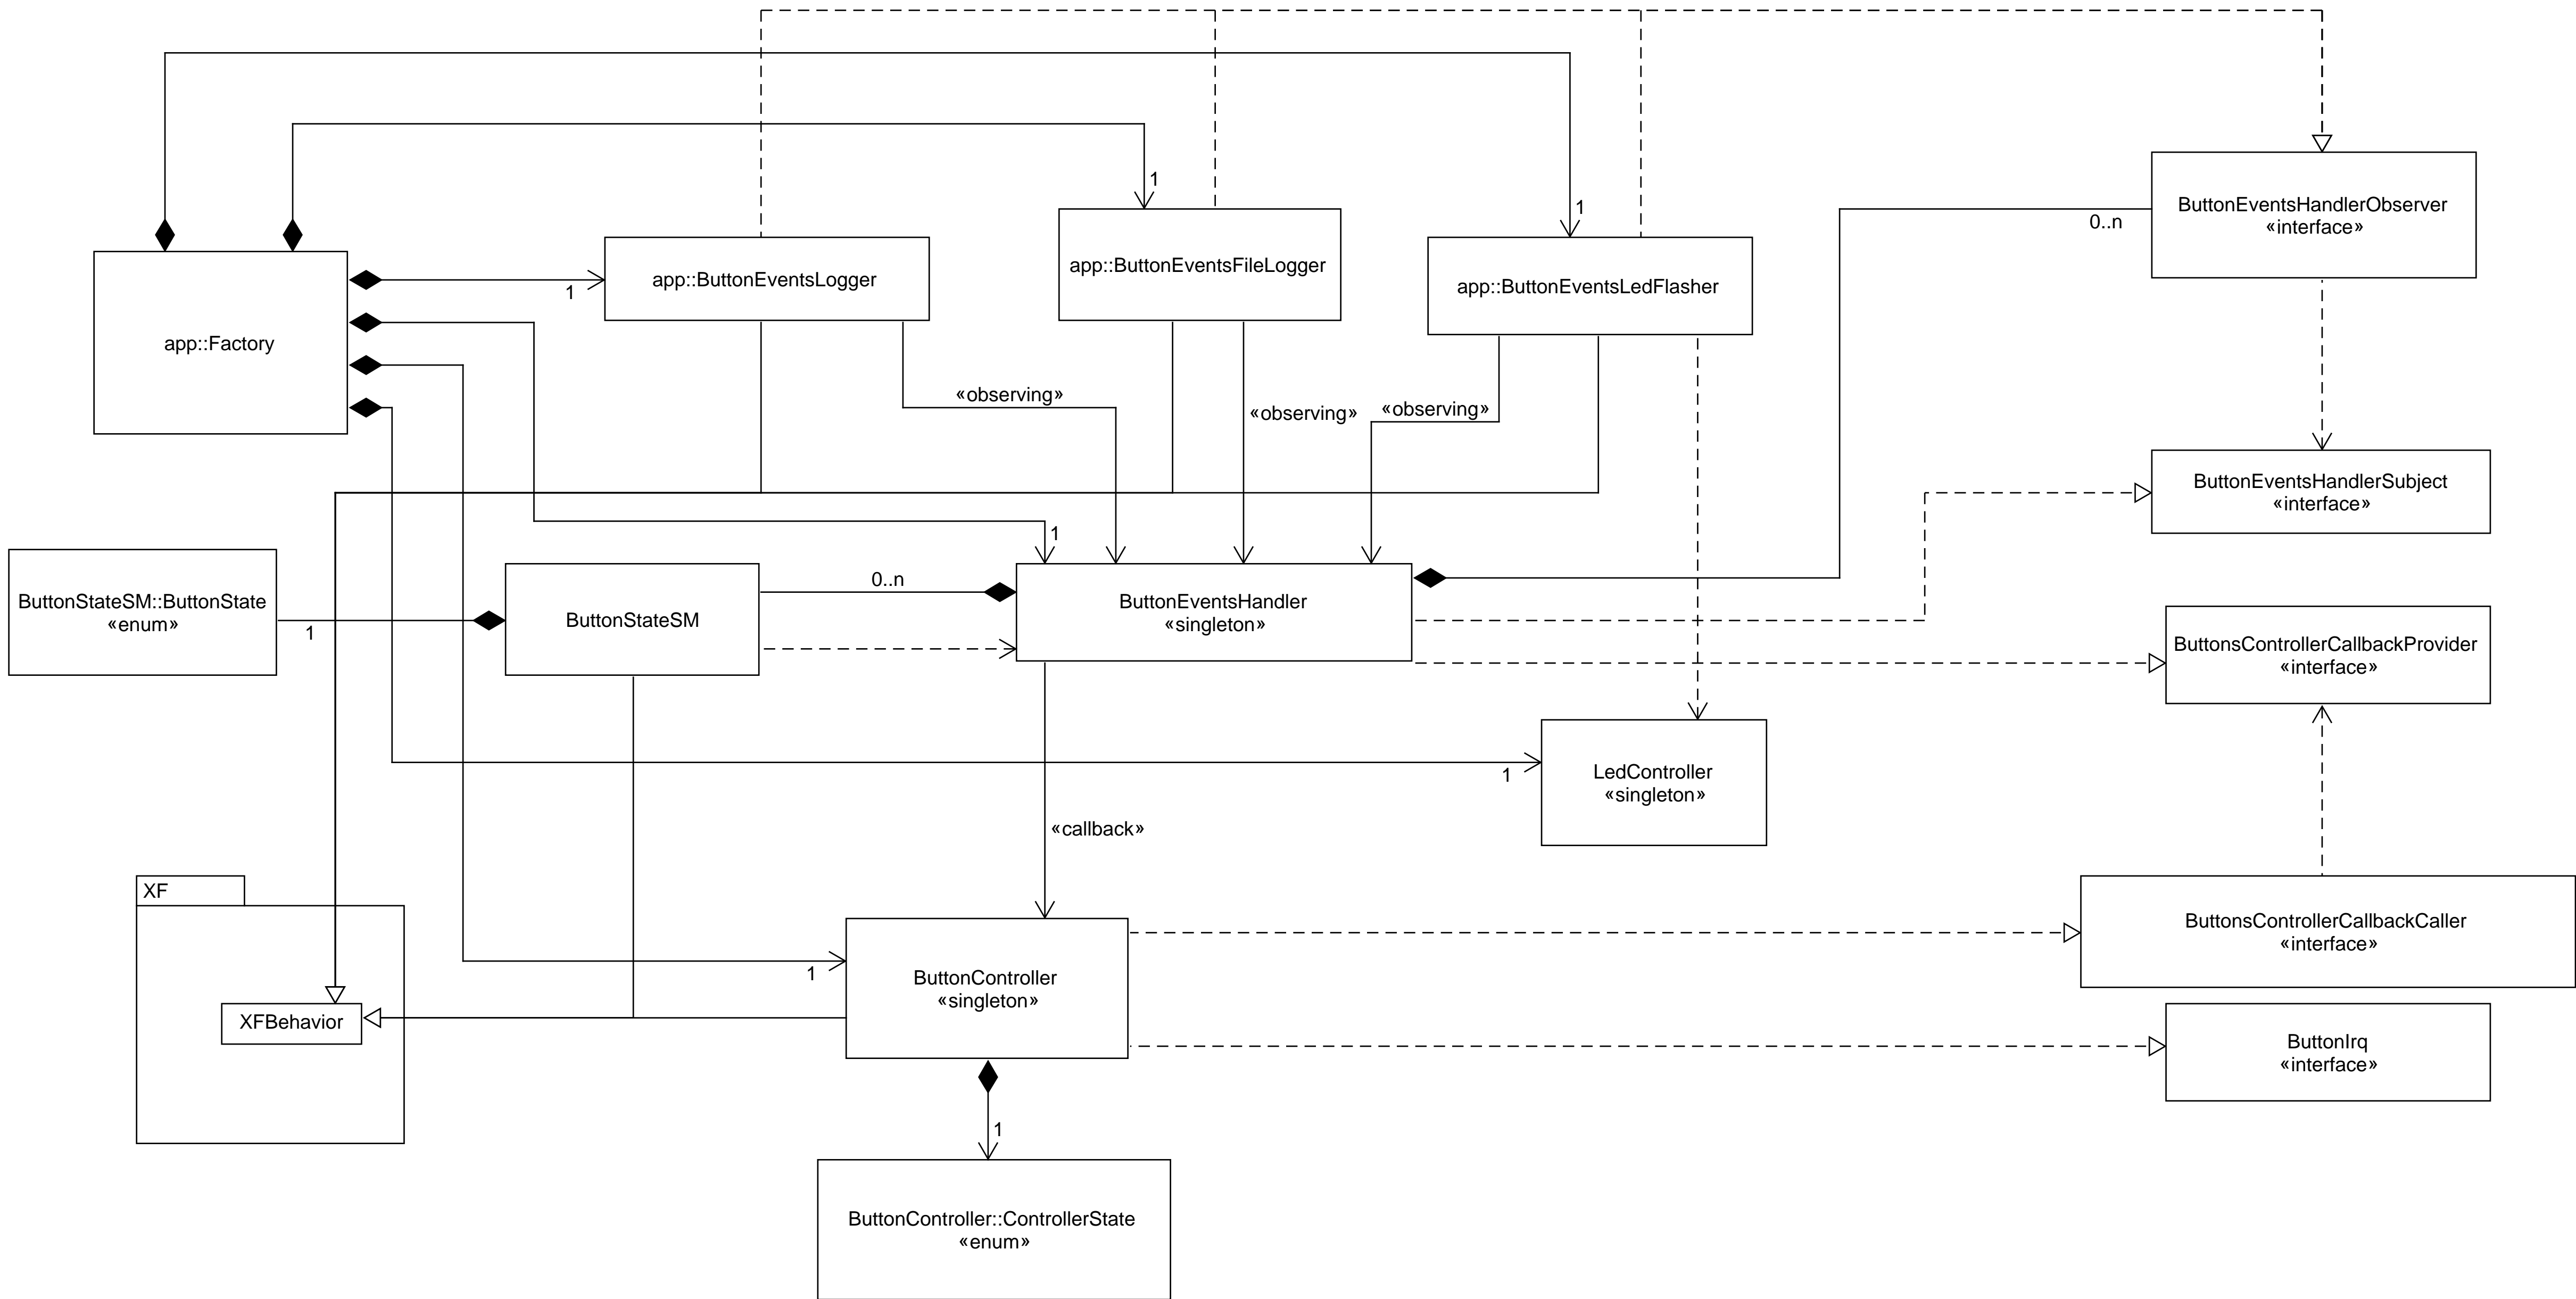 1
1
ButtonEventsHandlerObserver
«interface»
0..n
app::ButtonEventsFileLogger
app::ButtonEventsLogger
1
app::ButtonEventsLedFlasher
app::Factory
«observing»
«observing»
«observing»
ButtonEventsHandlerSubject
«interface»
1
0..n
ButtonStateSM::ButtonState
«enum»
1
ButtonStateSM
ButtonEventsHandler
«singleton»
ButtonsControllerCallbackProvider
«interface»
LedController
«singleton»
1
«callback»
XF
ButtonsControllerCallbackCaller
«interface»
1
ButtonController
«singleton»
XFBehavior
ButtonIrq
«interface»
1
ButtonController::ControllerState
«enum»